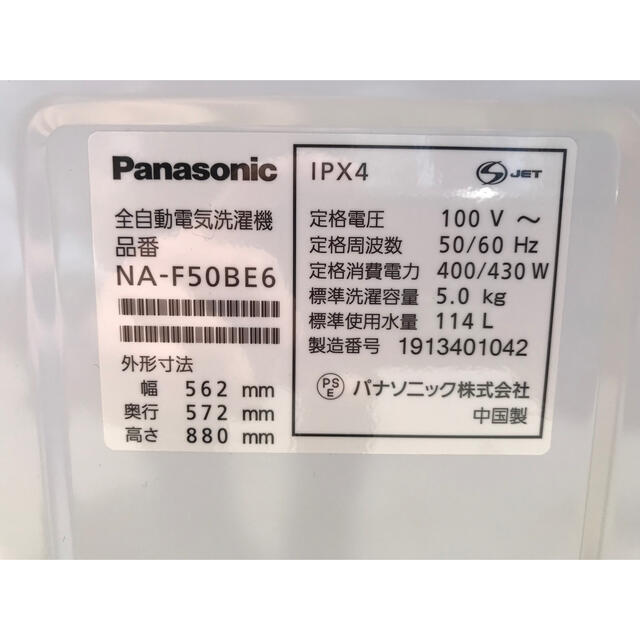 Panasonic
全自動電気洗濯機
品番
NA-F50BE6
外形寸法
幅 562 mm
奥行 572 mm
高さ 880 mm
IPX4
S JET
定格電圧 100 V ～
定格周波数 50/60 Hz
定格消費電力 400/430 W
標準洗濯容量 5.0 kg
標準使用水量 114 L
製造番号 1913401042
PS E パナソニック株式会社
中国製